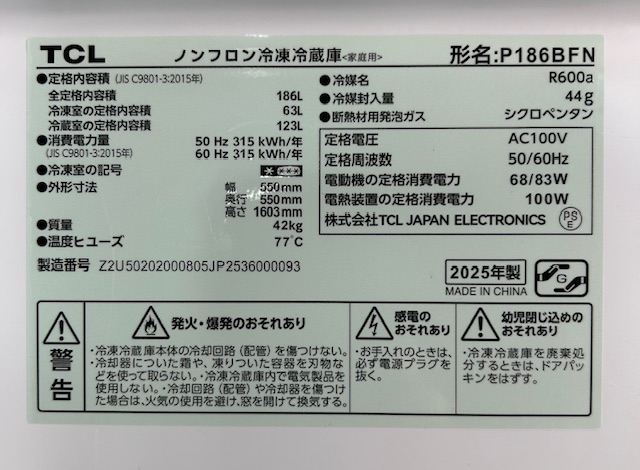 TCL ノンフロン冷凍冷蔵庫<家庭用> 形名:P186BFN
●定格内容積 (JIS C9801-3:2015年)
全定格内容積 186L
冷凍室の定格内容積 63L
冷蔵室の定格内容積 123L
●消費電力量 50 Hz 315 kWh/年
(JIS C9801-3:2015年) 60 Hz 315 kWh/年
●冷凍室の記号
●外形寸法 幅 550mm
奥行 550mm
高さ 1603mm
●質量 42kg
●温度ヒューズ 77℃
製造番号 Z2U50202000805JP2536000093
●冷媒名 R600a
●冷媒封入量 44g
●断熱材用発泡ガス シクロペンタン
定格電圧 AC100V
定格周波数 50/60Hz
電動機の定格消費電力 68/83W
電熱装置の定格消費電力 100W
株式会社TCL JAPAN ELECTRONICS PSE
2025年製
MADE IN CHINA
G
警告
発火・爆発のおそれあり
・冷凍冷蔵庫本体の冷却回路(配管)を傷つけない。
・冷却器についた霜や、凍りついた容器を刃物などを使って取らない。冷凍冷蔵庫内で電気製品を
使用しない。冷却回路(配管)や冷却器を傷つけ
た場合は、火気の使用を避け、窓を開けて換気する。
感電の
おそれあり
・お手入れのときは、
必ず電源プラグを
抜く。
幼児閉じ込めの
おそれあり
・冷凍冷蔵庫を廃棄処
分するときは、ドアパッ
キンをはずす。